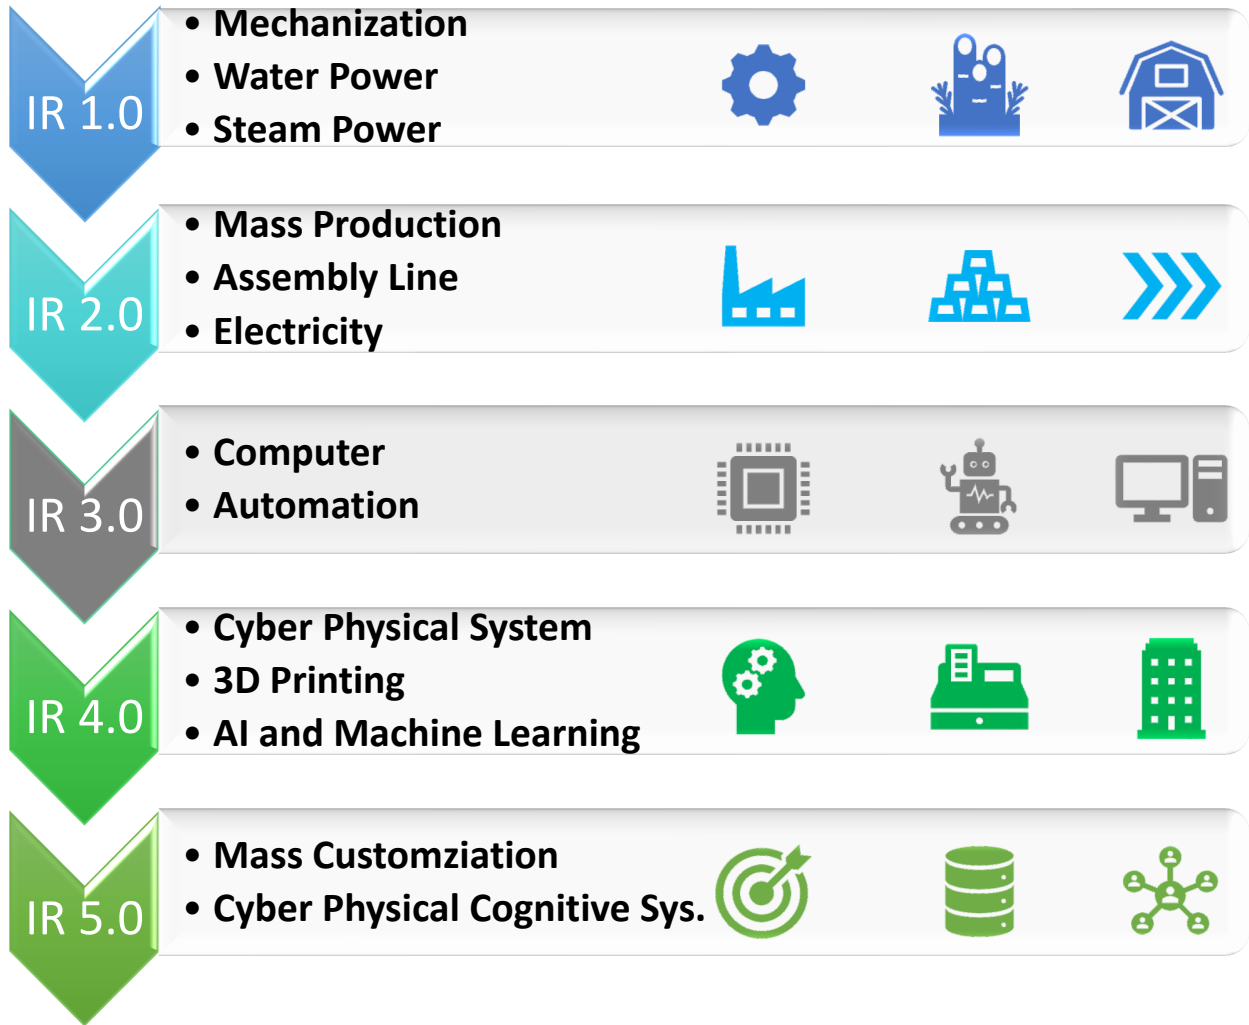 IR 1.0
• Mechanization
• Water Power
• Steam Power
IR 2.0
• Mass Production
• Assembly Line
• Electricity
IR 3.0
• Computer
• Automation
IR 4.0
• Cyber Physical System
• 3D Printing
• AI and Machine Learning
IR 5.0
• Mass Customziation
• Cyber Physical Cognitive Sys.